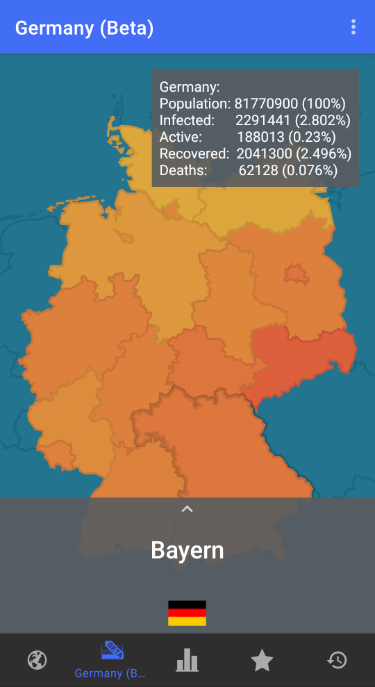 Germany (Beta)
Germany:
Population: 81770900 (100%)
Infected: 2291441 (2.802%)
Active: 188013 (0.23%)
Recovered: 2041300 (2.496%)
Deaths: 62128 (0.076%)
Bayern
Germany (B...